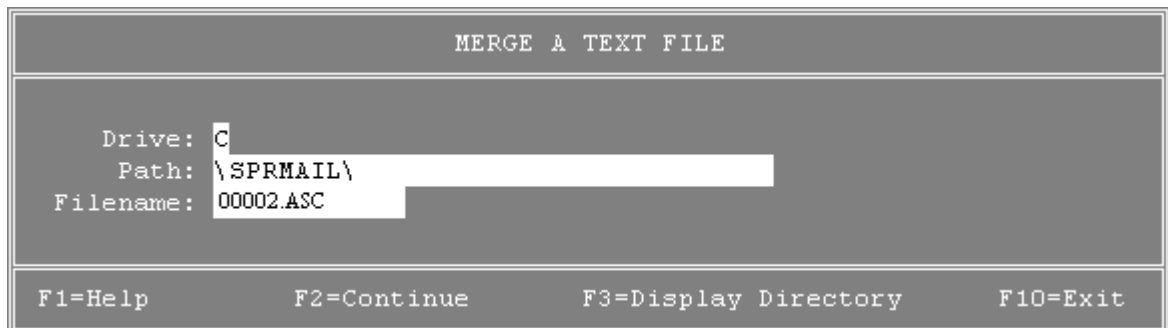 MERGE A TEXT FILE
Drive: C
Path: \SPRMAIL\
Filename: 00002.ASC
F1=Help F2=Continue F3=Display Directory F10=Exit